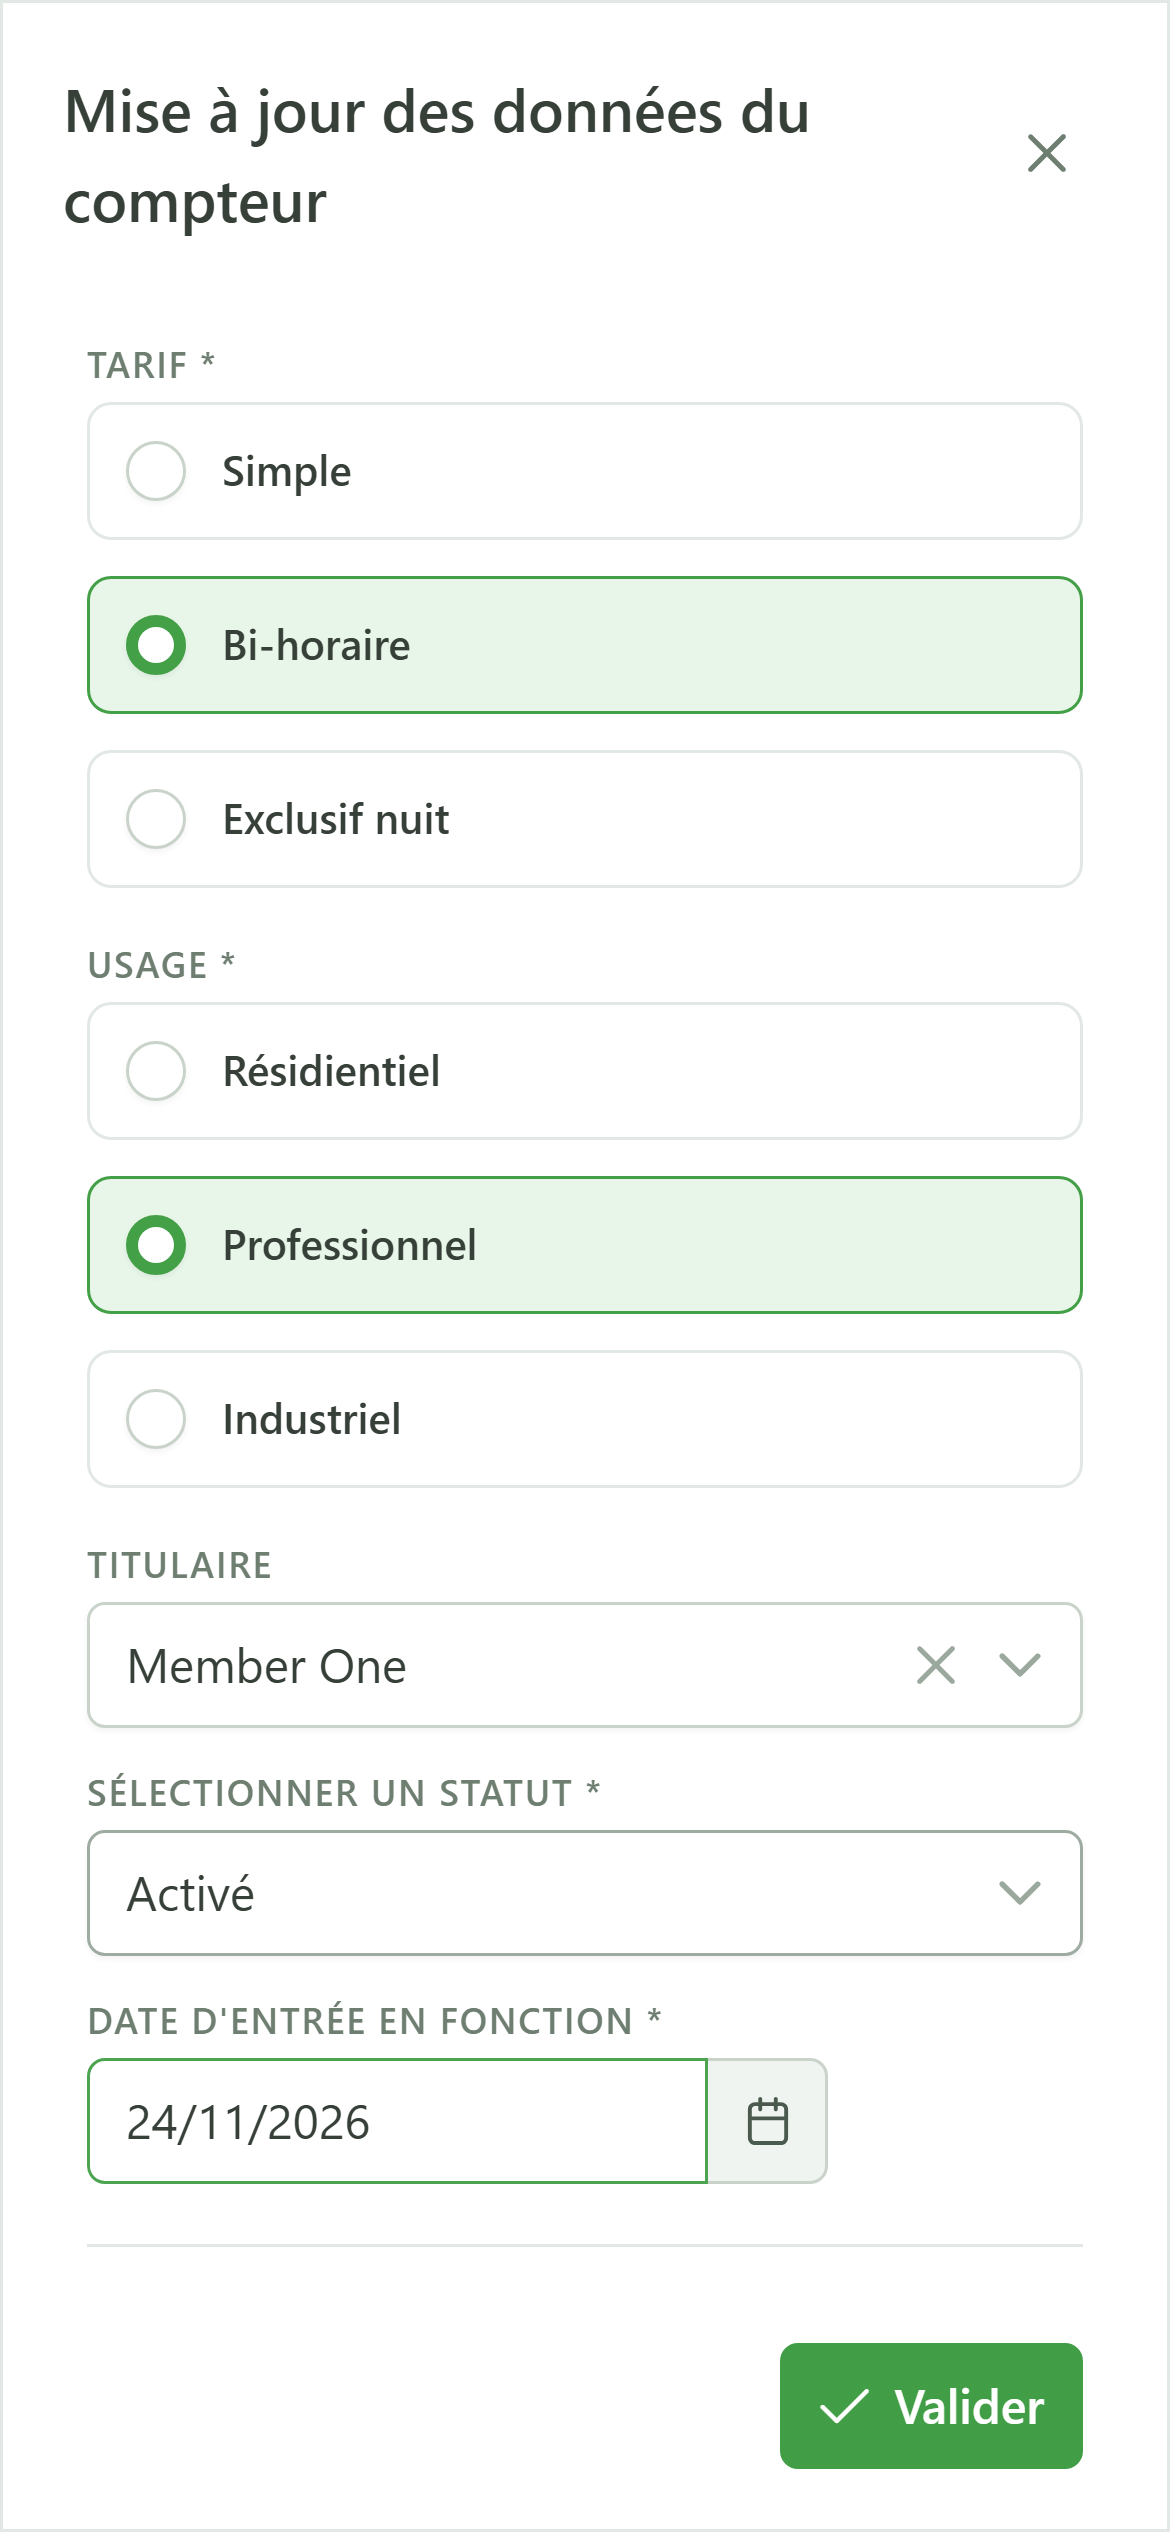 Mise à jour des données du
compteur
TARIF *
Simple
Bi-horaire
Exclusif nuit
USAGE *
Résidientiel
Professionnel
Industriel
TITULAIRE
Member One
SÉLECTIONNER UN STATUT *
Activé
DATE D'ENTRÉE EN FONCTION *
24/11/2026
Valider